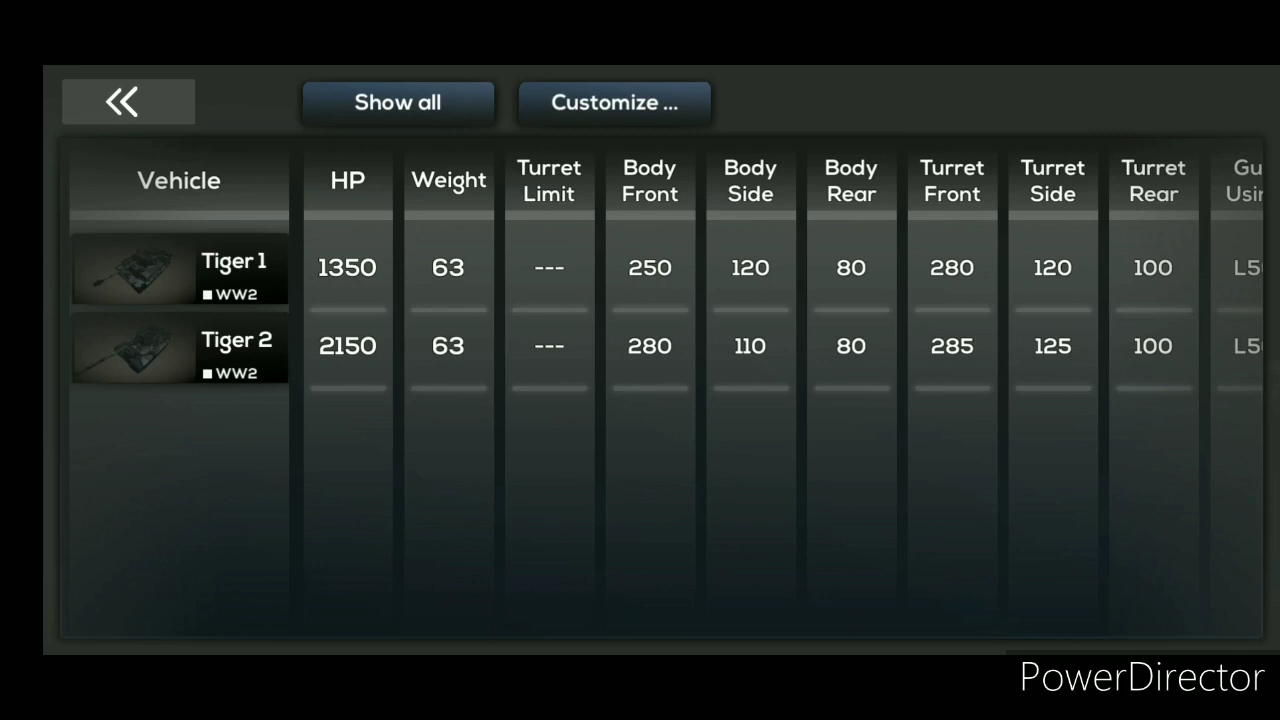 Show all
Customize ...
Vehicle HP Weight Turret Limit Body Front Body Side Body Rear Turret Front Turret Side Turret Rear
Tiger 1 1350 63 --- 250 120 80 280 120 100
WW2
Tiger 2 2150 63 --- 280 110 80 285 125 100
WW2
PowerDirector